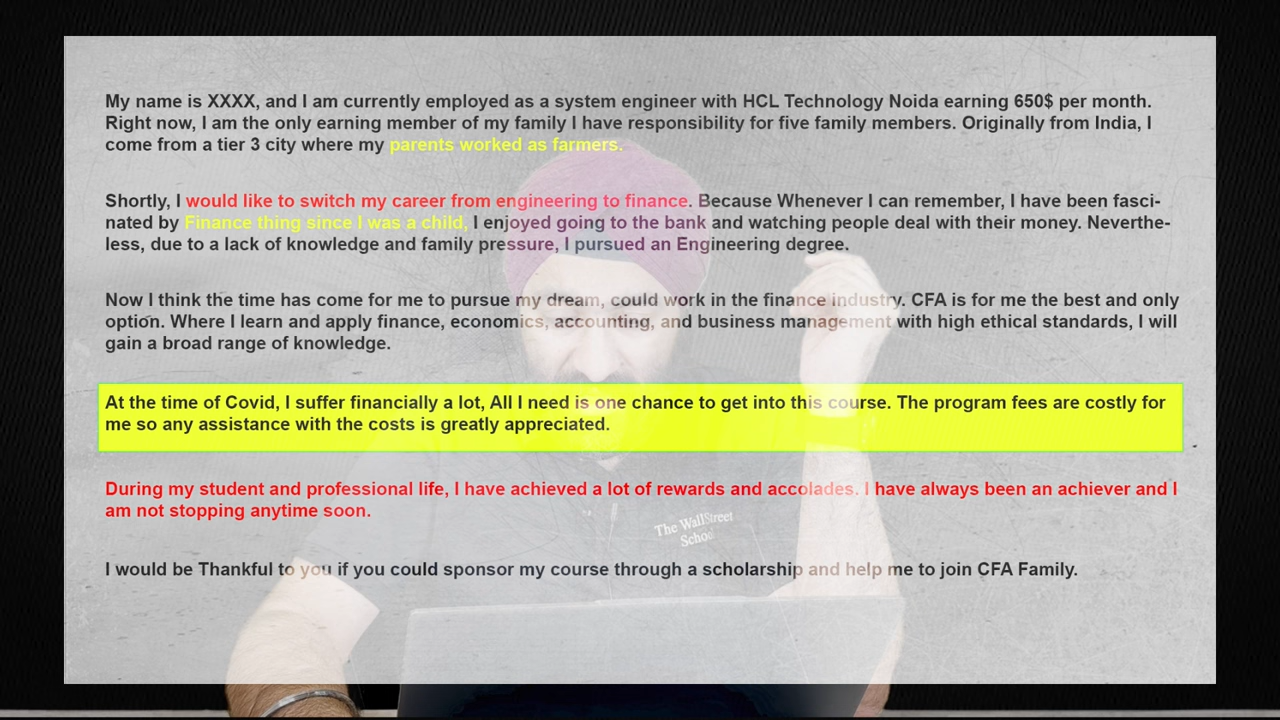 My name is XXXX, and I am currently employed as a system engineer with HCL Technology Noida earning 650$ per month.
Right now, I am the only earning member of my family I have responsibility for five family members. Originally from India, I
come from a tier 3 city where my parents worked as farmers.
Shortly, I would like to switch my career from engineering to finance. Because Whenever I can remember, I have been fasci-
nated by Finance thing since I was a child, I enjoyed going to the bank and watching people deal with their money. Neverthe-
less, due to a lack of knowledge and family pressure, I pursued an Engineering degree.
Now I think the time has come for me to pursue my dream, could work in the finance industry. CFA is for me the best and only
option. Where I learn and apply finance, economics, accounting, and business management with high ethical standards, I will
gain a broad range of knowledge.
At the time of Covid, I suffer financially a lot, All I need is one chance to get into this course. The program fees are costly for
me so any assistance with the costs is greatly appreciated.
During my student and professional life, I have achieved a lot of rewards and accolades. I have always been an achiever and I
am not stopping anytime soon.
The WallStreet
School
I would be Thankful to you if you could sponsor my course through a scholarship and help me to join CFA Family.